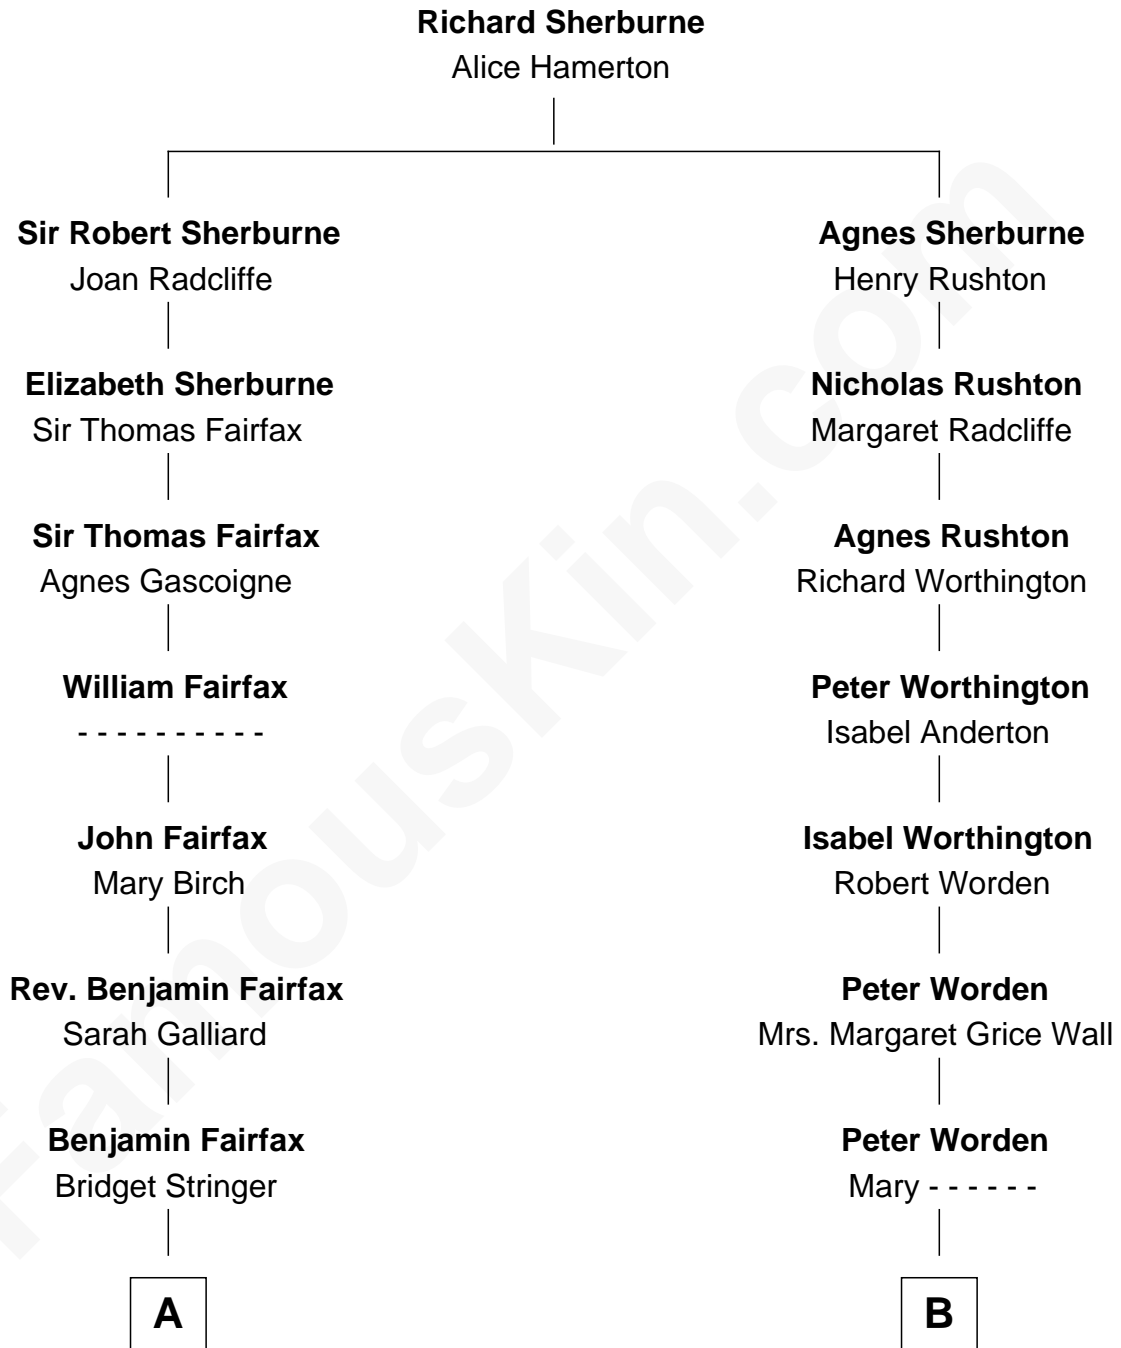 Richard Sherburne
Alice Hamerton
Sir Robert Sherburne
Joan Radcliffe
Agnes Sherburne
Henry Rushton
Elizabeth Sherburne
Sir Thomas Fairfax
Nicholas Rushton
Margaret Radcliffe
Sir Thomas Fairfax
Agnes Gascoigne
Agnes Rushton
Richard Worthington
William Fairfax
- - - - - - - - - -
Peter Worthington
Isabel Anderton
John Fairfax
Mary Birch
Isabel Worthington
Robert Worden
Rev. Benjamin Fairfax
Sarah Galliard
Peter Worden
Mrs. Margaret Grice Wall
Benjamin Fairfax
Bridget Stringer
Peter Worden
Mary - - - - - -
A
B
FamousKin.com